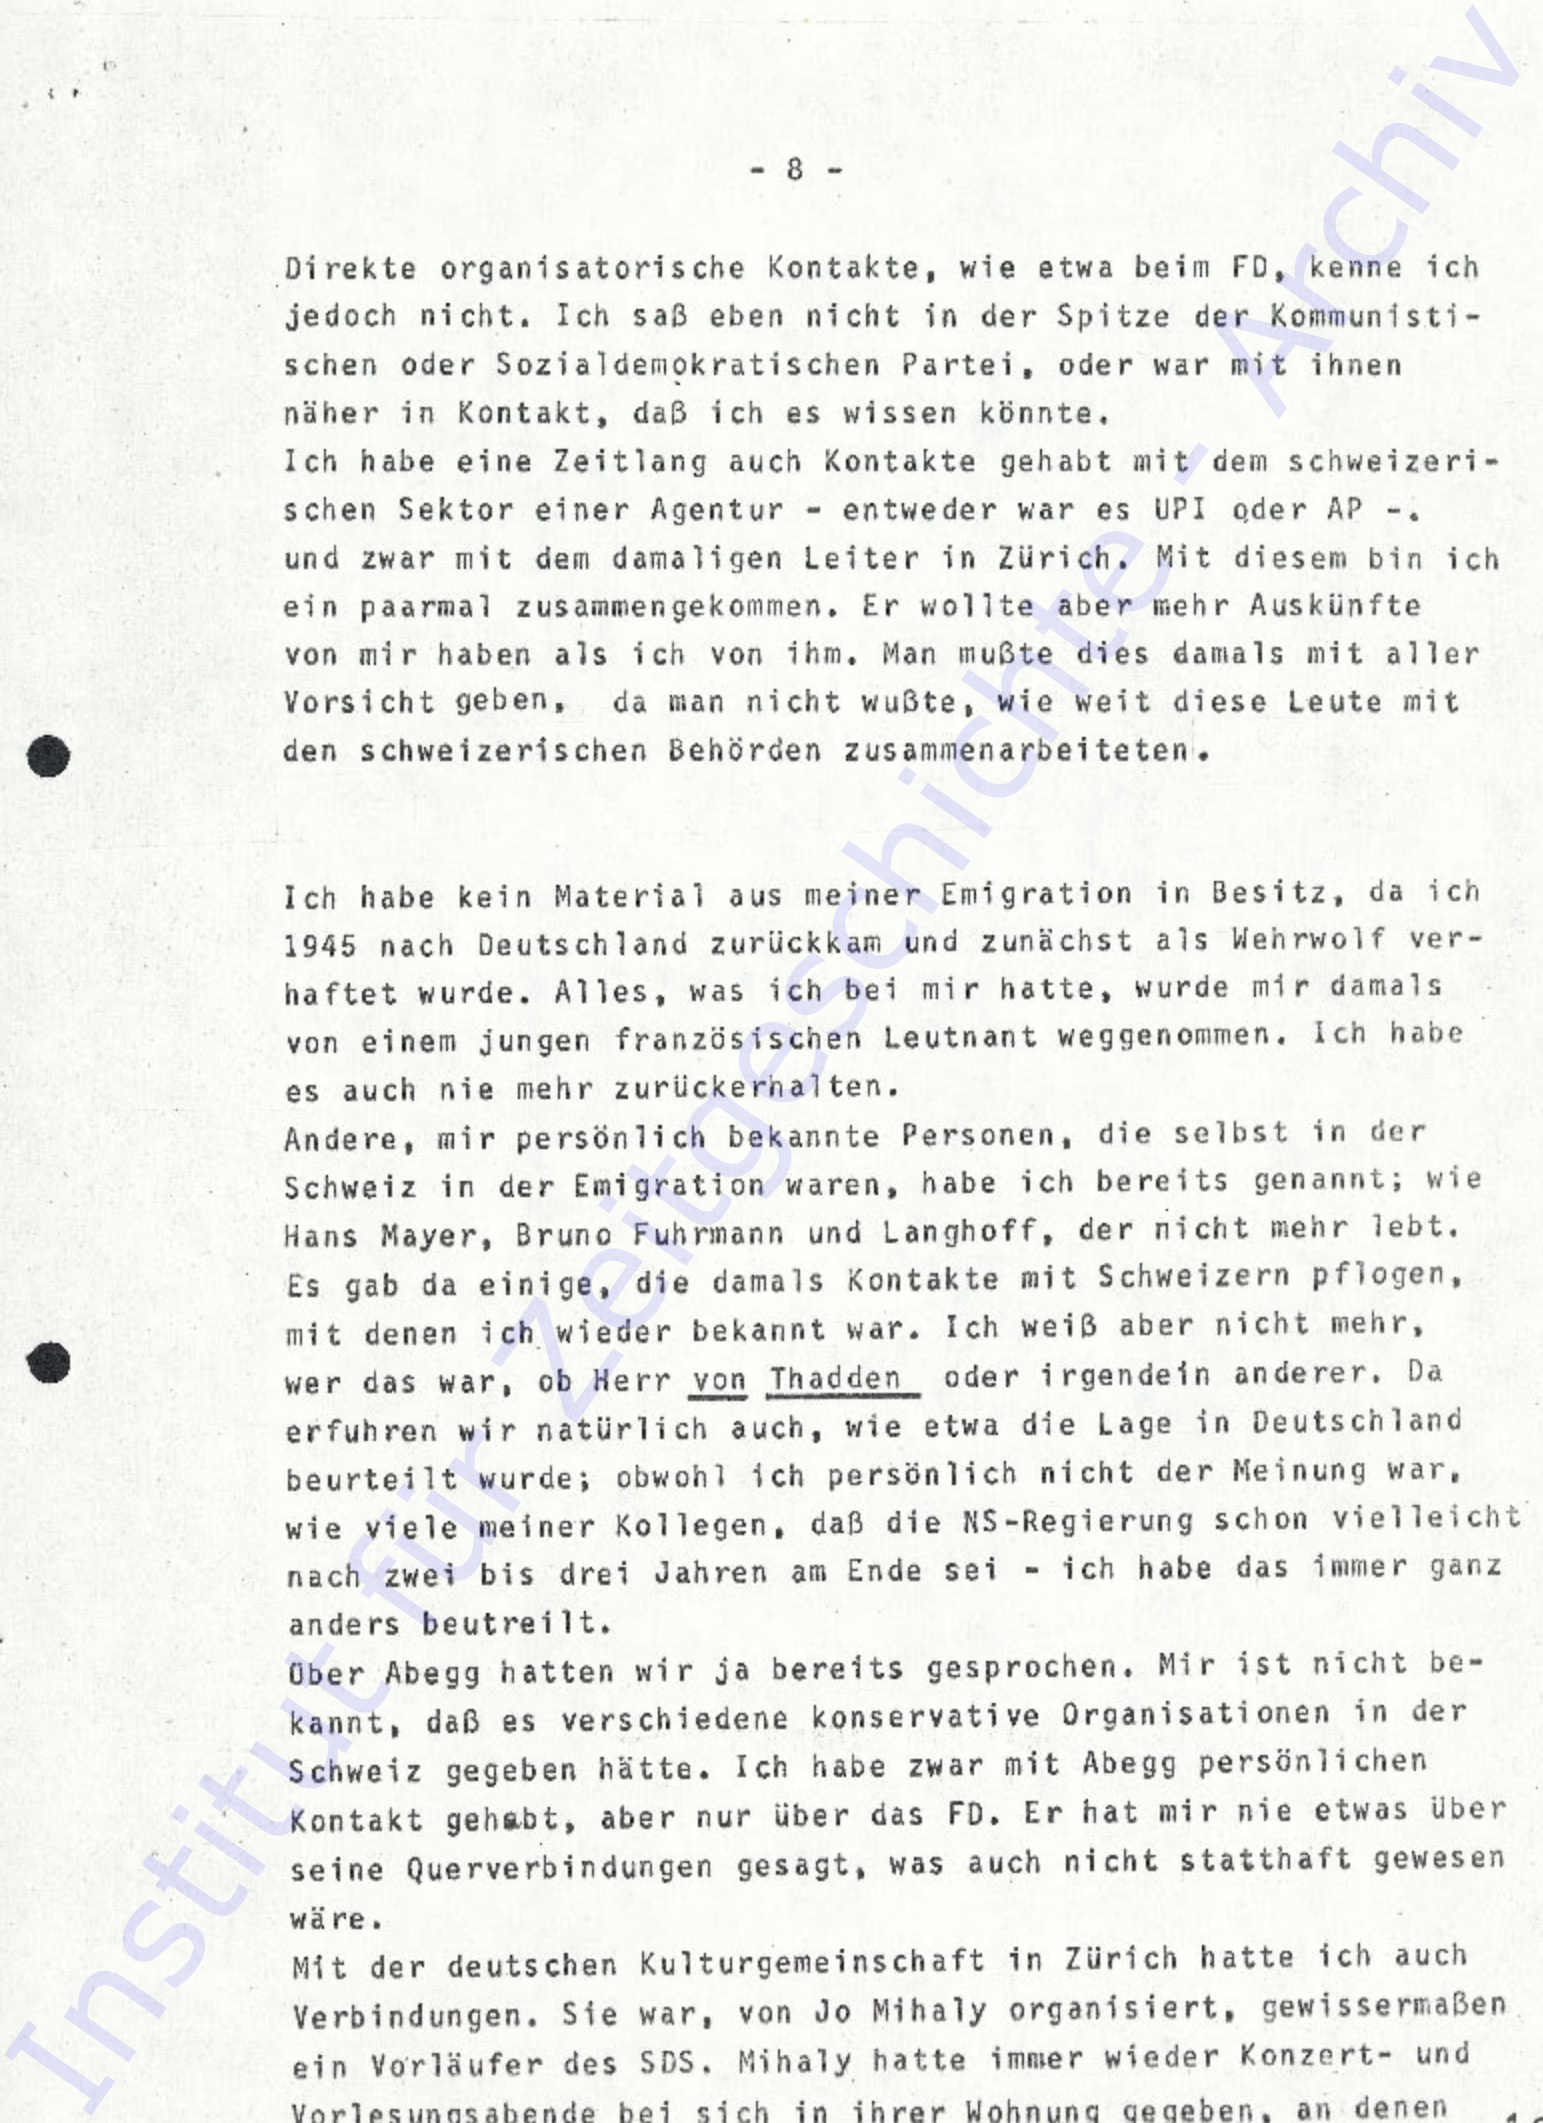 - 8 -
Direkte organisatorische Kontakte, wie etwa beim FD, kenne ich
jedoch nicht. Ich saß eben nicht in der Spitze der Kommunisti-
schen oder Sozialdemokratischen Partei, oder war mit ihnen
näher in Kontakt, daß ich es wissen könnte.
Ich habe eine Zeitlang auch Kontakte gehabt mit dem schweizeri-
schen Sektor einer Agentur - entweder war es UPI oder AP -.
und zwar mit dem damaligen Leiter in Zürich. Mit diesem bin ich
ein paarmal zusammengekommen. Er wollte aber mehr Auskünfte
von mir haben als ich von ihm. Man mußte dies damals mit aller
Vorsicht geben, da man nicht wußte, wie weit diese Leute mit
den schweizerischen Behörden zusammenarbeiteten.
Ich habe kein Material aus meiner Emigration in Besitz, da ich
1945 nach Deutschland zurückkam und zunächst als Wehrwolf ver-
haftet wurde. Alles, was ich bei mir hatte, wurde mir damals
von einem jungen französischen Leutnant weggenommen. Ich habe
es auch nie mehr zurückerhalten.
Andere, mir persönlich bekannte Personen, die selbst in der
Schweiz in der Emigration waren, habe ich bereits genannt; wie
Hans Mayer, Bruno Fuhrmann und Langhoff, der nicht mehr lebt.
Es gab da einige, die damals Kontakte mit Schweizern pflogen,
mit denen ich wieder bekannt war. Ich weiß aber nicht mehr,
wer das war, ob Herr von Thadden oder irgendein anderer. Da
erfuhren wir natürlich auch, wie etwa die Lage in Deutschland
beurteilt wurde; obwohl ich persönlich nicht der Meinung war,
wie viele meiner Kollegen, daß die NS-Regierung schon vielleicht
nach zwei bis drei Jahren am Ende sei - ich habe das immer ganz
anders beutreilt.
Über Abegg hatten wir ja bereits gesprochen. Mir ist nicht be-
kannt, daß es verschiedene konservative Organisationen in der
Schweiz gegeben hätte. Ich habe zwar mit Abegg persönlichen
Kontakt gehabt, aber nur über das FD. Er hat mir nie etwas über
seine Querverbindungen gesagt, was auch nicht statthaft gewesen
wäre.
Mit der deutschen Kulturgemeinschaft in Zürich hatte ich auch
Verbindungen. Sie war, von Jo Mihaly organisiert, gewissermaßen
ein Vorläufer des SDS. Mihaly hatte immer wieder Konzert- und
Vorlesungsabende bei sich in ihrer Wohnung gegeben, an denen
Institut für Zeitgeschichte - Archiv